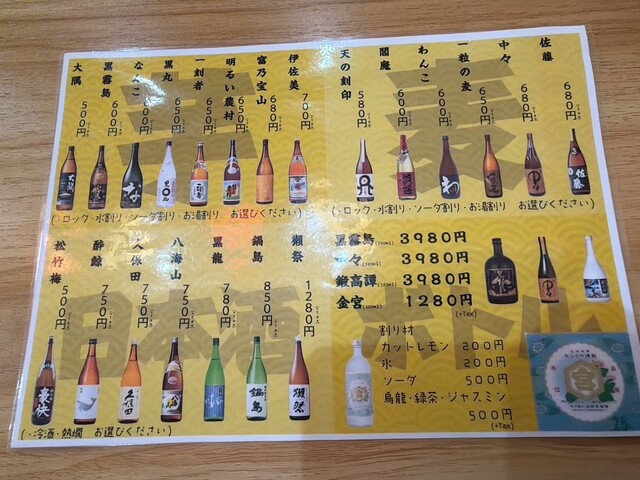 芋
伊佐美 700円
富乃宝山 680円
明るい農村 650円
一刻者 650円
黒丸 650円
なんこ 600円
黒霧島 600円
大隅 500円
(・ロック・水割り・ソーダ割り・お湯割り お選びください)
麦
佐藤 680円
中々 680円
一粒の麦 650円
わんこ 600円
閻魔 600円
天の刻印 580円
(・ロック・水割り・ソーダ割り・お湯割り お選びください)
日本酒
獺祭 1280円
鍋島 850円
黒龍 780円
八海山 750円
久保田 750円
酔鯨 750円
松竹梅 500円
(・冷酒・熱燗 お選びください)
ボトル
黒霧島(720ml) 3980円
中々(720ml) 3980円
鍛高譚(720ml) 3980円
金宮(300ml) 1280円
(+Tax)
割り材
カットレモン 200円
氷 200円
ソーダ 500円
烏龍・緑茶・ジャスミン
500円
(+Tax)
宮
25